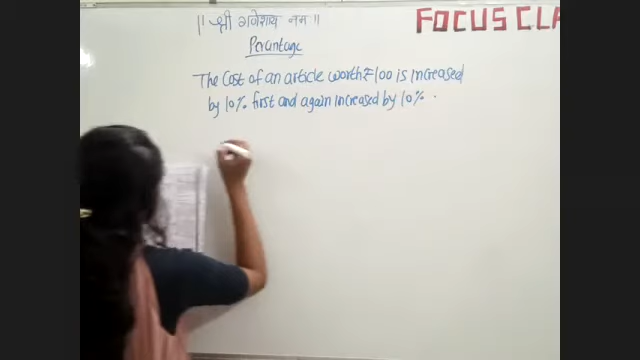 || श्री गणेशाय नमः ||
FOCUS CLA
Percentage
The Cost of an article worth ₹100 is increased
by 10% first and again increased by 10% .